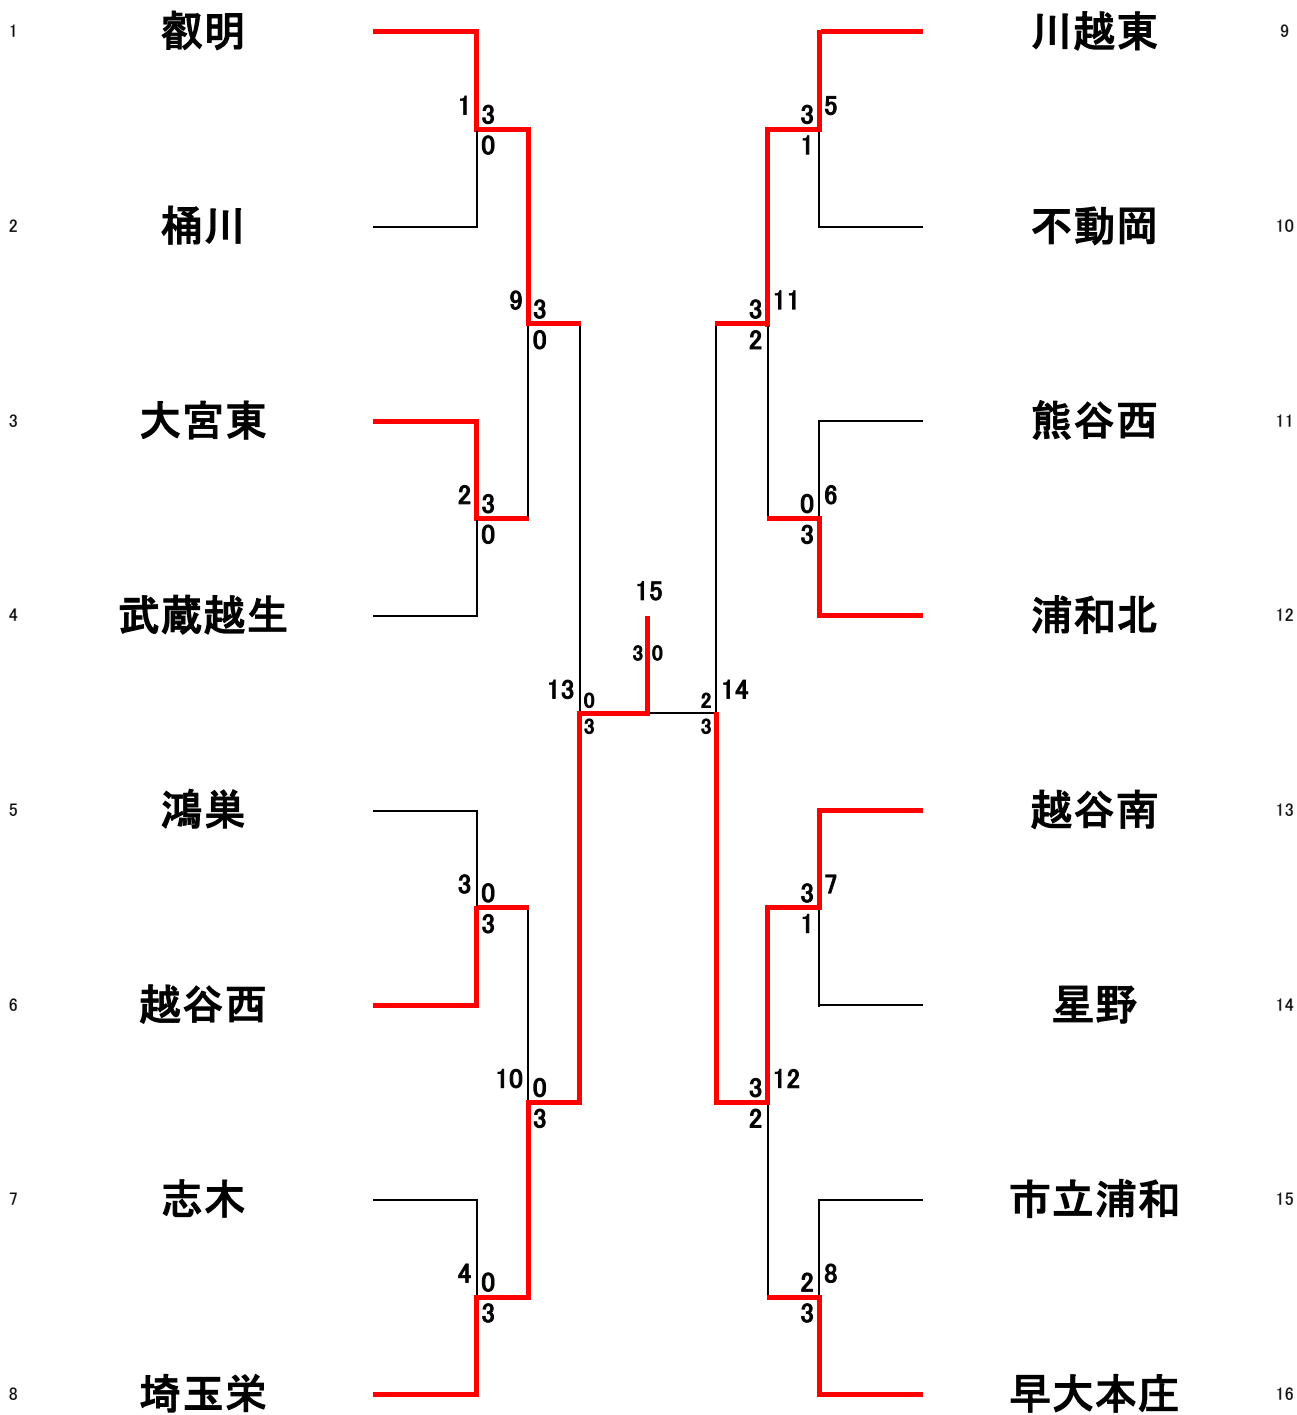 1 叡明 川越東 9
1 3 3 5
0 1
2 桶川 不動岡 10
9 3 3 11
0 2
3 大宮東 熊谷西 11
2 3 0 6
0 3
4 武蔵越生 15 浦和北 12
3 0
13 0 2 14
3 3
5 鴻巣 越谷南 13
3 0 3 7
3 1
6 越谷西 星野 14
10 0 3 12
3 2
7 志木 市立浦和 15
4 0 2 8
3 3
8 埼玉栄 早大本庄 16